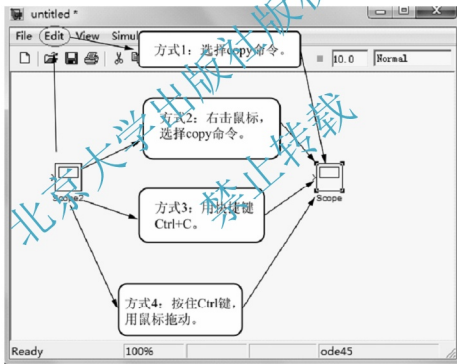 untitled *
File Edit View Simul
方式1：选择copy命令。
10.0 Normal
方式2：右击鼠标，
选择copy命令。
Scope2
Scope
方式3：用快捷键
Ctrl+C。
方式4：按住Ctrl键，
用鼠标拖动。
Ready 100% ode45
北京大学出版社版权
禁止转载